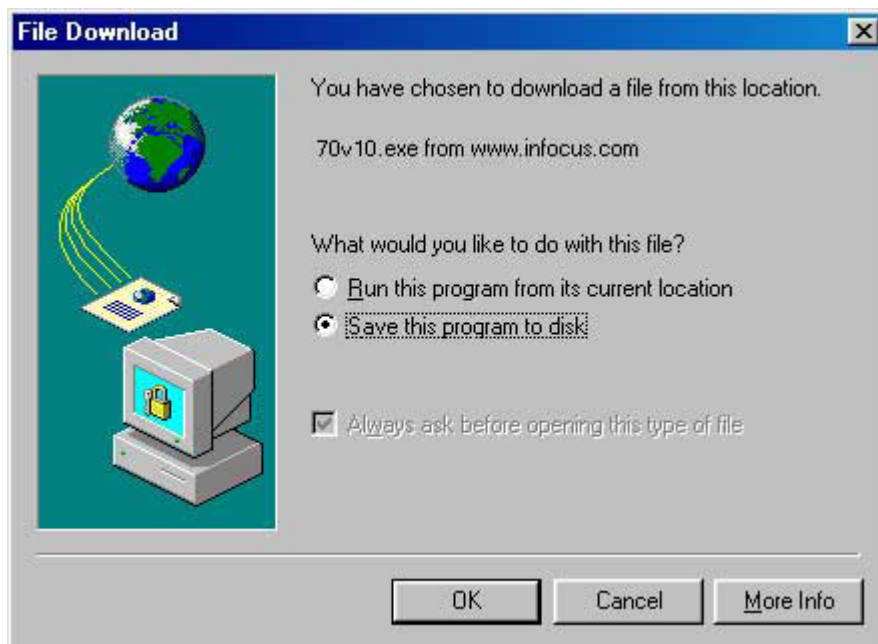 File Download
You have chosen to download a file from this location.
70v10.exe from www.infocus.com
What would you like to do with this file?
Run this program from its current location
Save this program to disk
Always ask before opening this type of file
OK
Cancel
More Info